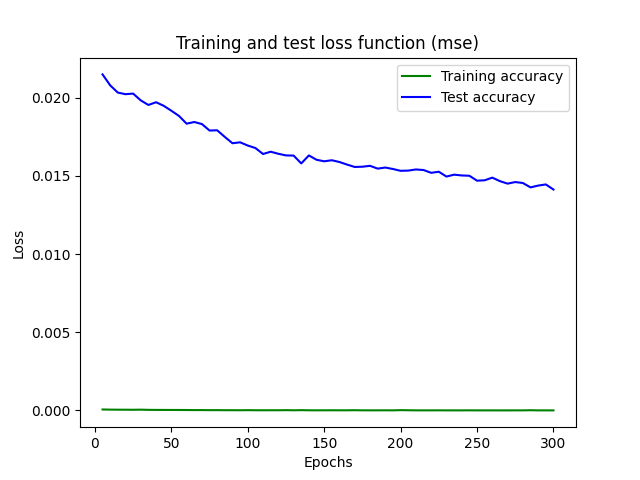 Training and test loss function (mse)
Training accuracy
Test accuracy
0.020
0.015
0.010
0.005
0.000
Loss
0 50 100 150 200 250 300
Epochs